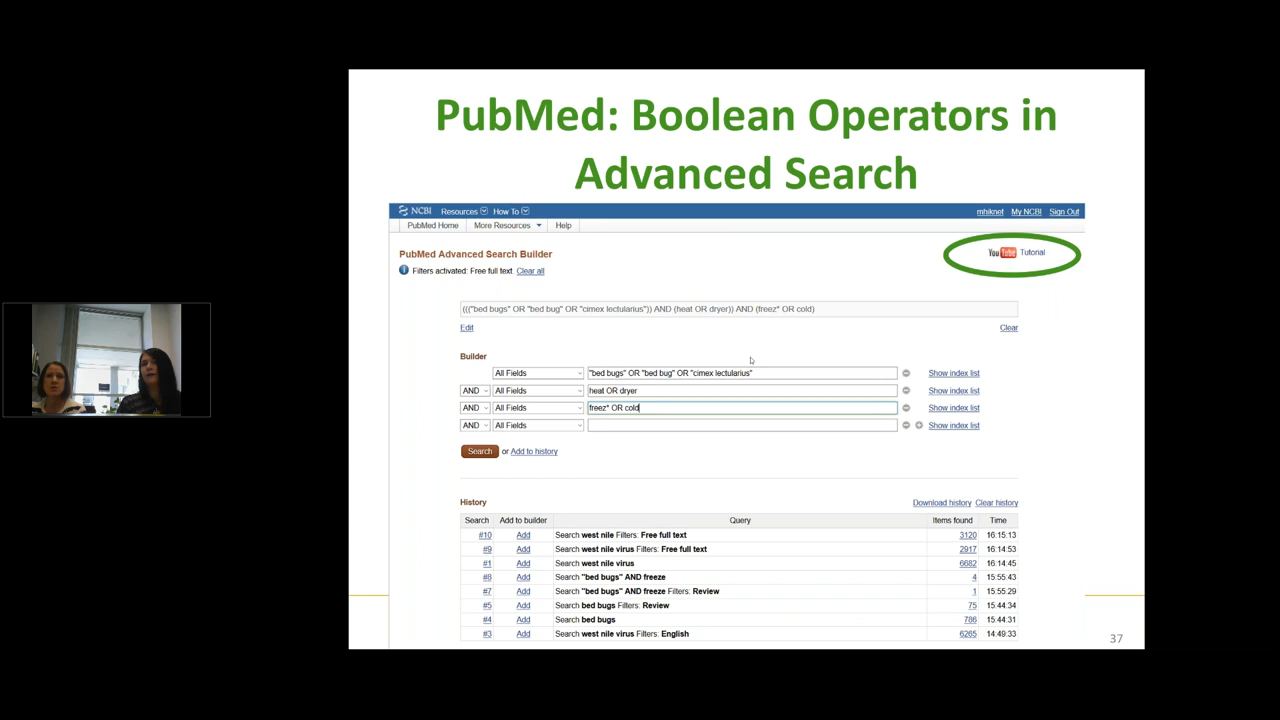 PubMed: Boolean Operators in
Advanced Search
NCBI Resources How To mhiknet My NCBI Sign Out
PubMed Home More Resources Help
PubMed Advanced Search Builder YouTube Tutorial
Filters activated: Free full text. Clear all
((("bed bugs" OR "bed bug" OR "cimex lectularius")) AND (heat OR dryer)) AND (freez* OR cold)
Edit Clear
Builder
All Fields "bed bugs" OR "bed bug" OR "cimex lectularius" Show index list
AND All Fields heat OR dryer Show index list
AND All Fields freez* OR cold Show index list
AND All Fields Show index list
Search or Add to history
History Download history Clear history
Search Add to builder Query Items found Time
#10 Add Search west nile Filters: Free full text 3120 16:15:13
#9 Add Search west nile virus Filters: Free full text 2917 16:14:53
#1 Add Search west nile virus 6682 16:14:45
#8 Add Search "bed bugs" AND freeze 4 15:55:43
#7 Add Search "bed bugs" AND freeze Filters: Review 1 15:55:29
#5 Add Search bed bugs Filters: Review 75 15:44:34
#4 Add Search bed bugs 786 15:44:31
#3 Add Search west nile virus Filters: English 6265 14:49:33
37